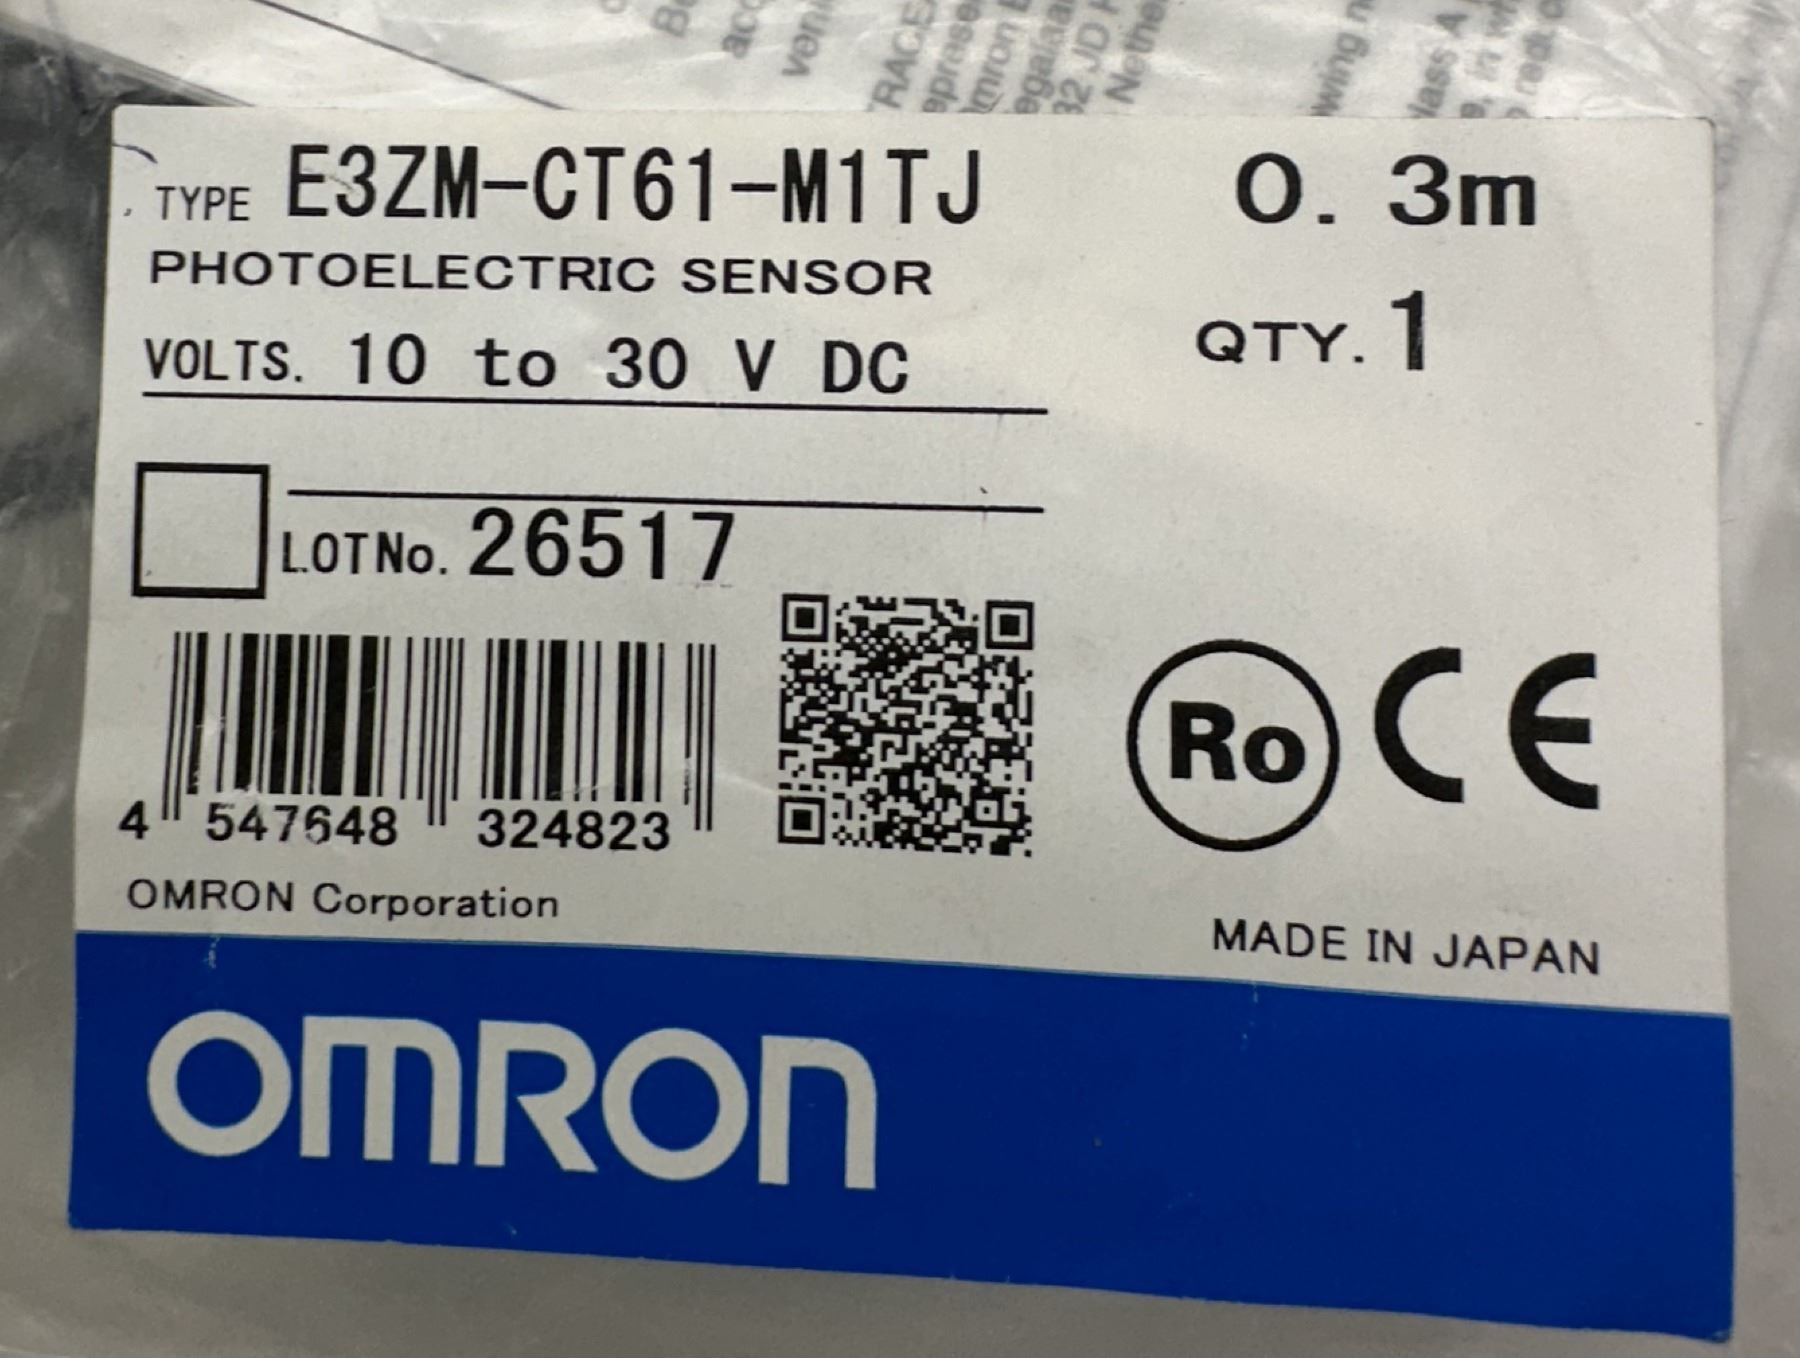 TYPE E3ZM-CT61-M1TJ 0. 3m
PHOTOELECTRIC SENSOR
VOLTS. 10 to 30 V DC
QTY. 1
LOT No. 26517
4 547648 324823
Ro CE
OMRON Corporation
MADE IN JAPAN
OMRON